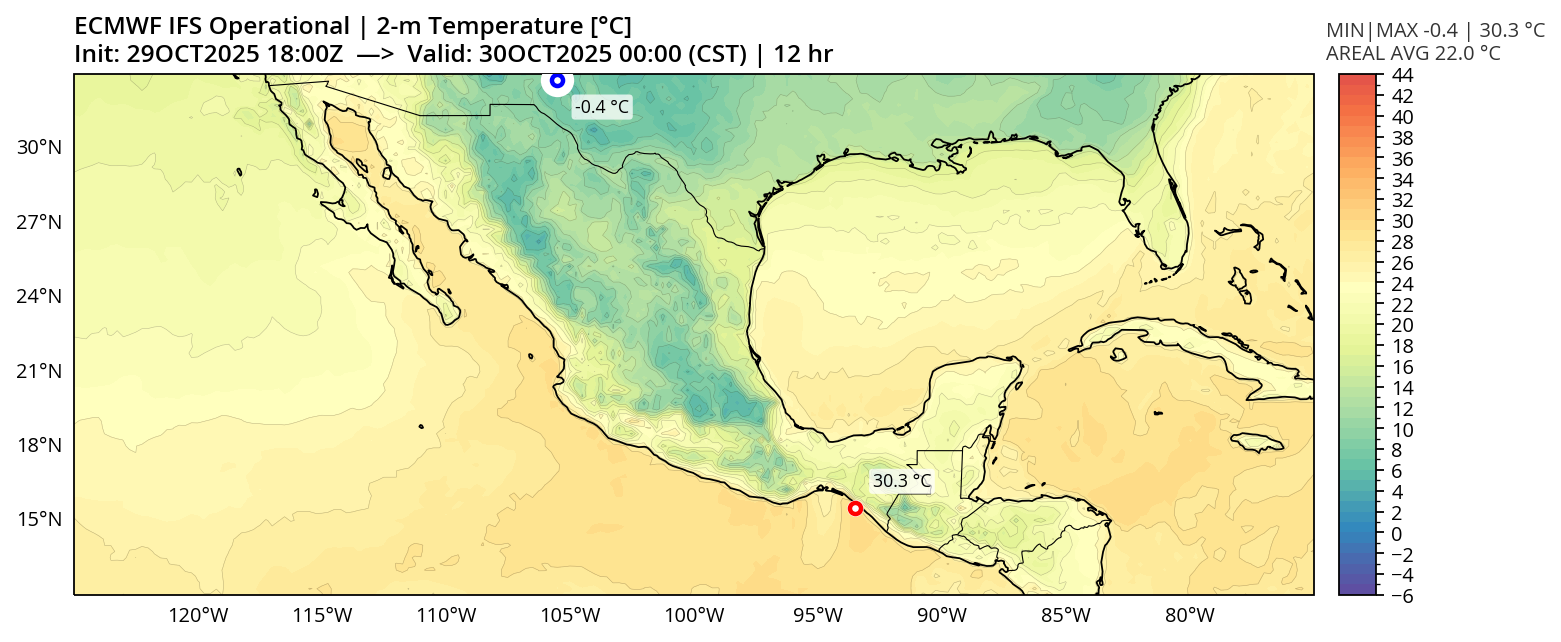 ECMWF IFS Operational | 2-m Temperature [°C]
Init: 29OCT2025 18:00Z —> Valid: 30OCT2025 00:00 (CST) | 12 hr
MIN|MAX -0.4 | 30.3 °C
AREAL AVG 22.0 °C
-0.4 °C
30.3 °C
30°N
27°N
24°N
21°N
18°N
15°N
120°W
115°W
110°W
105°W
100°W
95°W
90°W
85°W
80°W
44
42
40
38
36
34
32
30
28
26
24
22
20
18
16
14
12
10
8
6
4
2
0
−2
−4
−6